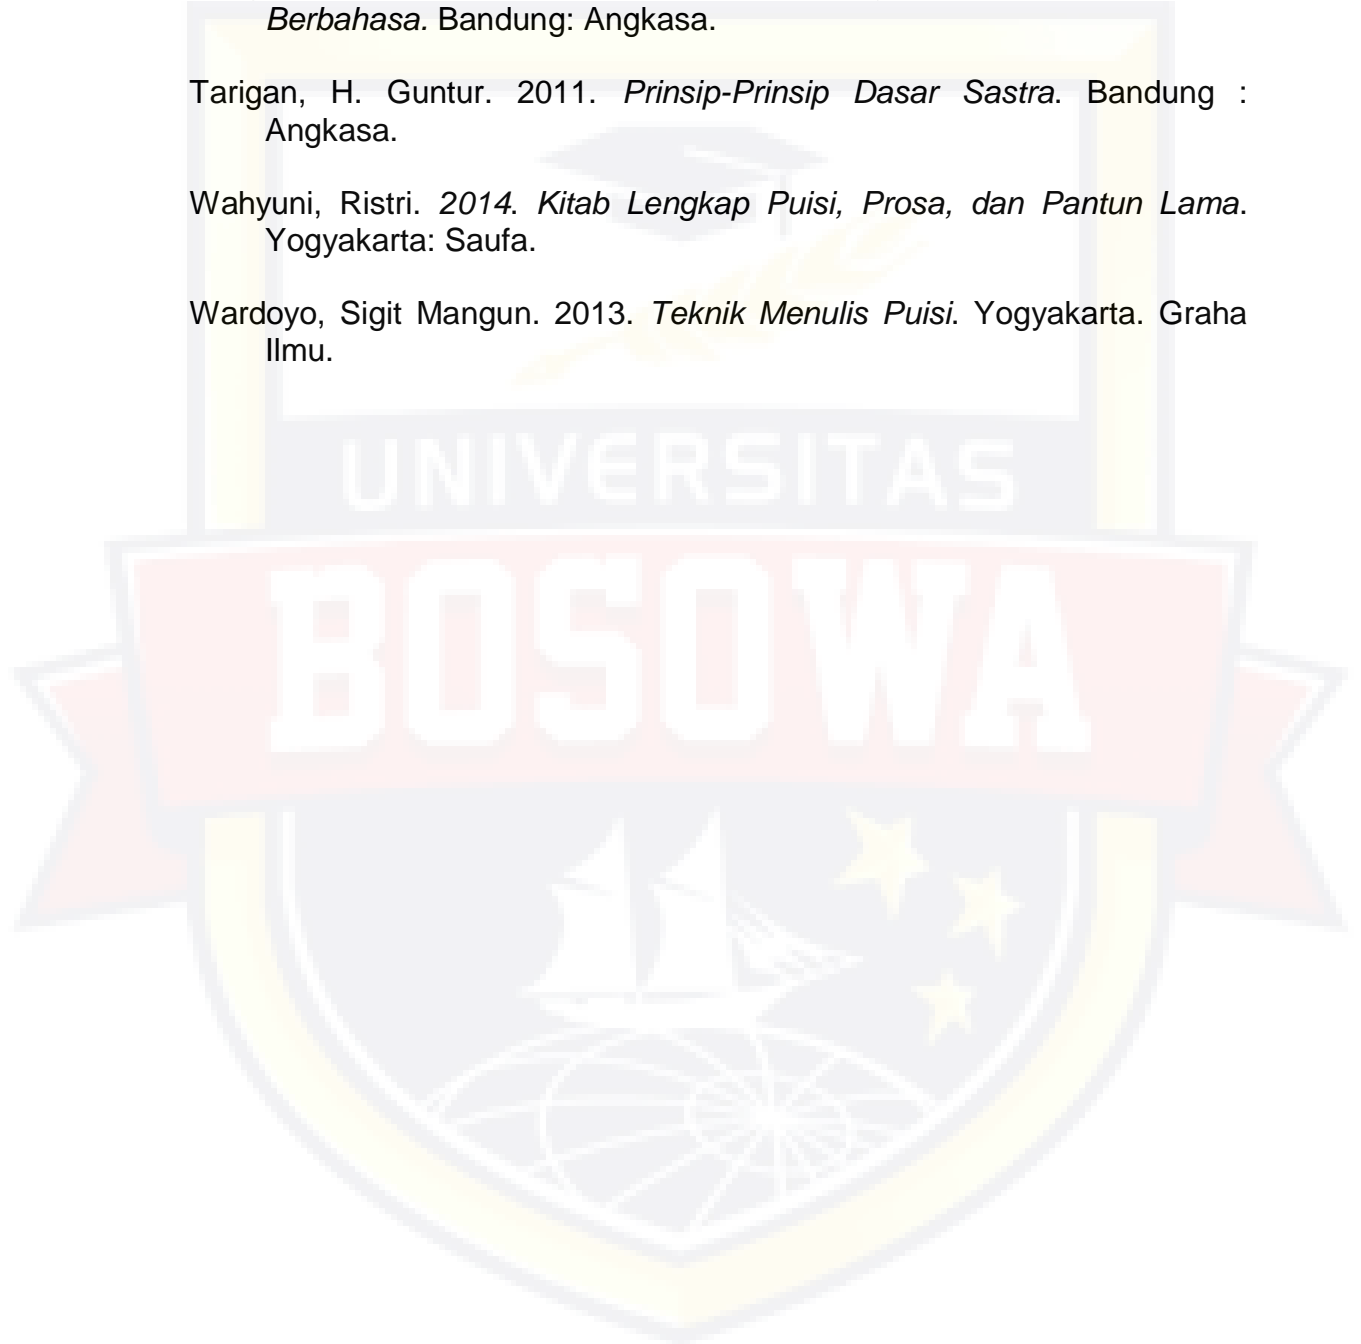 Berbahasa. Bandung: Angkasa.
Tarigan, H. Guntur. 2011. Prinsip-Prinsip Dasar Sastra. Bandung :
Angkasa.
Wahyuni, Ristri. 2014. Kitab Lengkap Puisi, Prosa, dan Pantun Lama.
Yogyakarta: Saufa.
Wardoyo, Sigit Mangun. 2013. Teknik Menulis Puisi. Yogyakarta. Graha
Ilmu.
UNIVERSITAS
BOSOWA